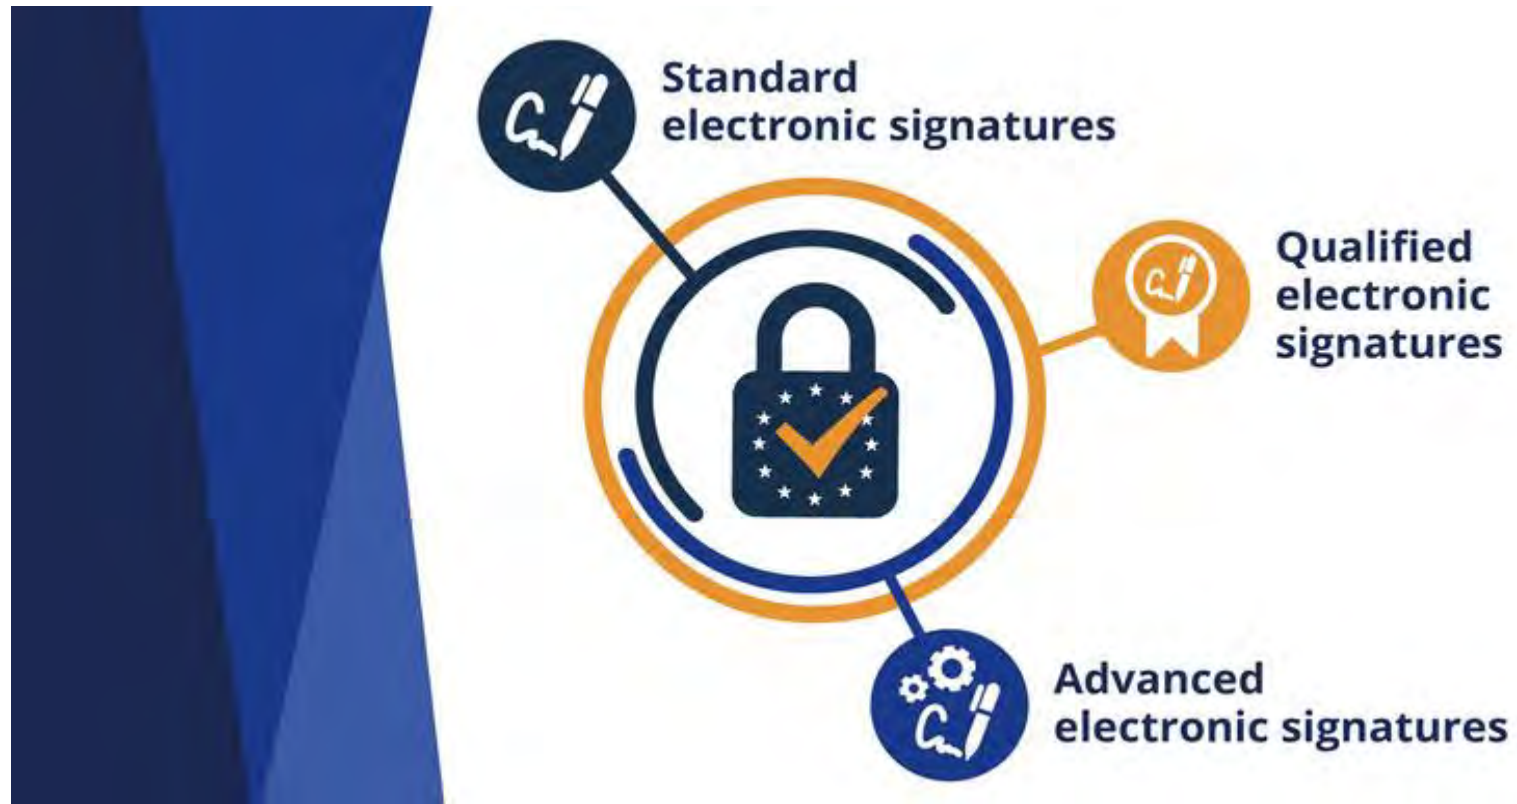 Standard
electronic signatures
Qualified
electronic
signatures
Advanced
electronic signatures